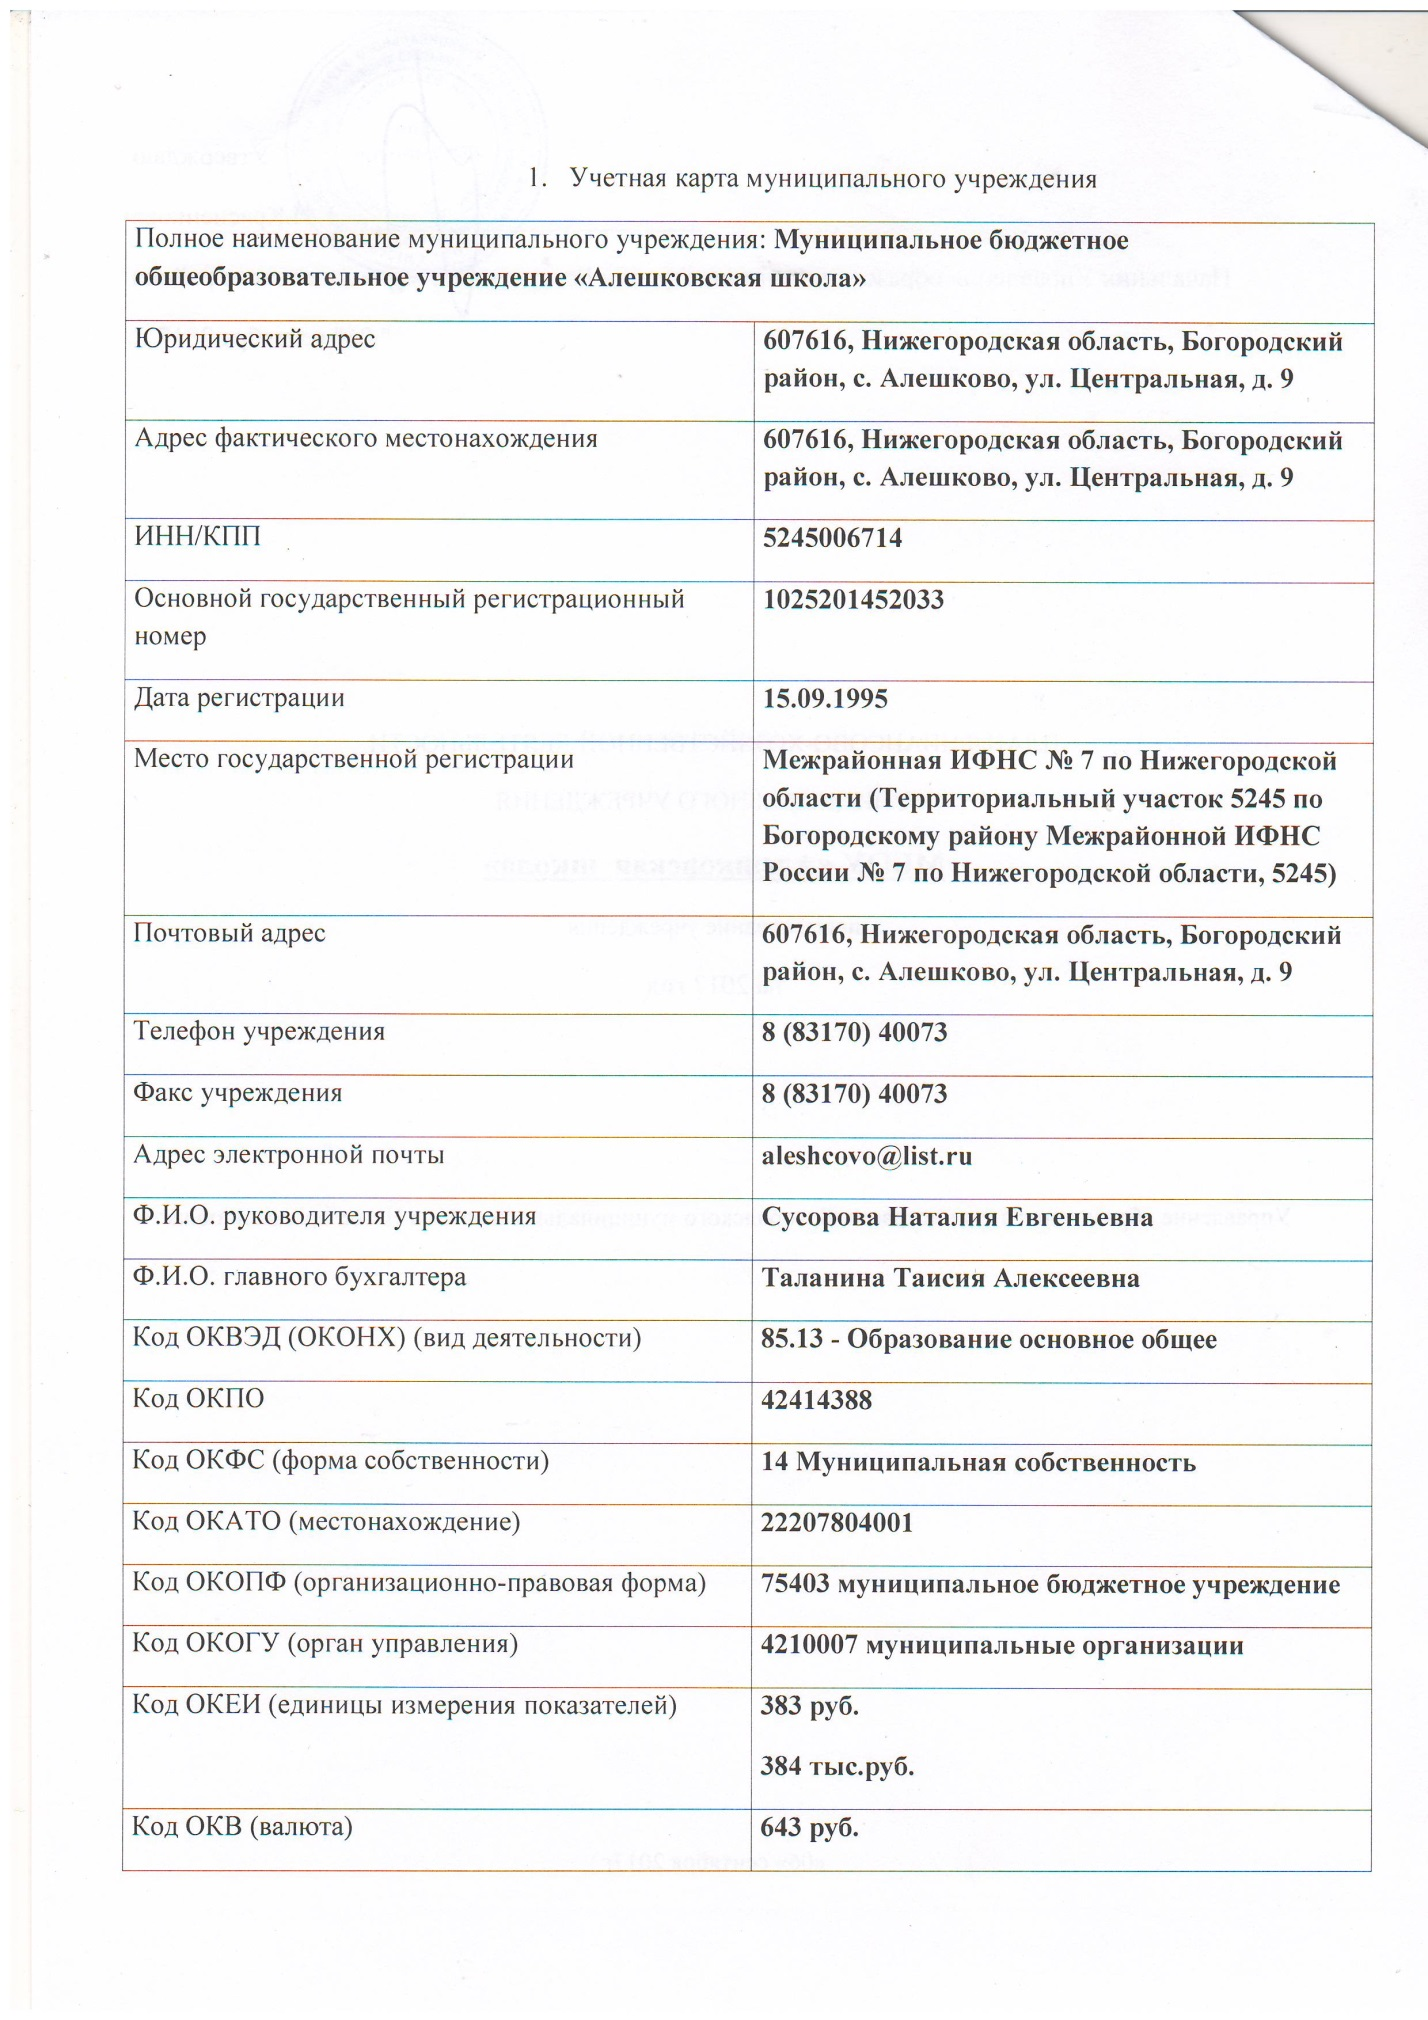 1. Учетная карта муниципального учреждения
Полное наименование муниципального учреждения: Муниципальное бюджетное
общеобразовательное учреждение «Алешковская школа»
Юридический адрес
607616, Нижегородская область, Богородский
район, с. Алешково, ул. Центральная, д. 9
Адрес фактического местонахождения
607616, Нижегородская область, Богородский
район, с. Алешково, ул. Центральная, д. 9
ИНН/КПП
5245006714
Основной государственный регистрационный
номер
1025201452033
Дата регистрации
15.09.1995
Место государственной регистрации
Межрайонная ИФНС № 7 по Нижегородской
области (Территориальный участок 5245 по
Богородскому району Межрайонной ИФНС
России № 7 по Нижегородской области, 5245)
Почтовый адрес
607616, Нижегородская область, Богородский
район, с. Алешково, ул. Центральная, д. 9
Телефон учреждения
8 (83170) 40073
Факс учреждения
8 (83170) 40073
Адрес электронной почты
aleshcovo@list.ru
Ф.И.О. руководителя учреждения
Сусорова Наталия Евгеньевна
Ф.И.О. главного бухгалтера
Таланина Таисия Алексеевна
Код ОКВЭД (ОКОНХ) (вид деятельности)
85.13 - Образование основное общее
Код ОКПО
42414388
Код ОКФС (форма собственности)
14 Муниципальная собственность
Код ОКАТО (местонахождение)
22207804001
Код ОКОПФ (организационно-правовая форма)
75403 муниципальное бюджетное учреждение
Код ОКОГУ (орган управления)
4210007 муниципальные организации
Код ОКЕИ (единицы измерения показателей)
383 руб.
384 тыс.руб.
Код ОКВ (валюта)
643 руб.